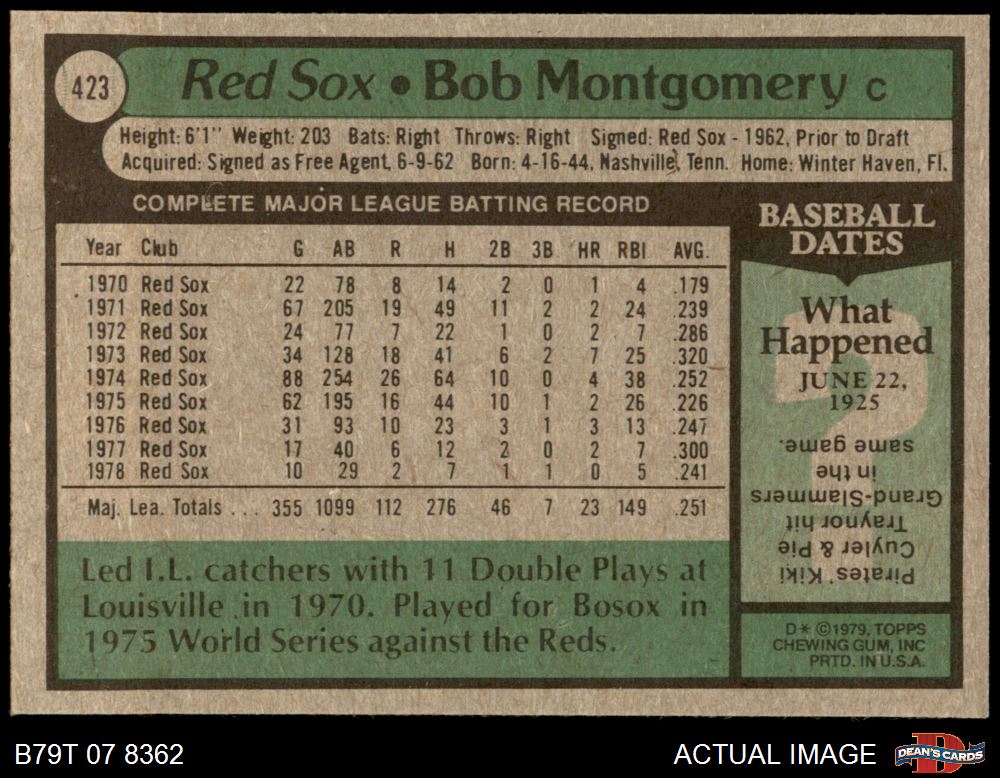 423
Red Sox • Bob Montgomery C
Height: 6'1" Weight: 203 Bats: Right Throws: Right Signed: Red Sox - 1962, Prior to Draft
Acquired: Signed as Free Agent, 6-9-62 Born: 4-16-44, Nashville, Tenn. Home: Winter Haven, Fl.
COMPLETE MAJOR LEAGUE BATTING RECORD
Year Club G AB R H 2B 3B HR RBI AVG.
1970 Red Sox 22 78 8 14 2 0 1 4 .179
1971 Red Sox 67 205 19 49 11 2 2 24 .239
1972 Red Sox 24 77 7 22 1 0 2 7 .286
1973 Red Sox 34 128 18 41 6 2 7 25 .320
1974 Red Sox 88 254 26 64 10 0 4 38 .252
1975 Red Sox 62 195 16 44 10 1 2 26 .226
1976 Red Sox 31 93 10 23 3 1 3 13 .247
1977 Red Sox 17 40 6 12 2 0 2 7 .300
1978 Red Sox 10 29 2 7 1 1 0 5 .241
Maj. Lea. Totals . . . 355 1099 112 276 46 7 23 149 .251
Led I.L. catchers with 11 Double Plays at
Louisville in 1970. Played for Bosox in
1975 World Series against the Reds.
BASEBALL
DATES
What
Happened
JUNE 22,
1925
Pirates' Kiki
Cuyler & Pie
Traynor hit
Grand-Slammers
in the
same game.
D* ©1979, TOPPS
CHEWING GUM, INC
PRTD. IN U.S.A.
B79T 07 8362
ACTUAL IMAGE
DEAN'S CARDS